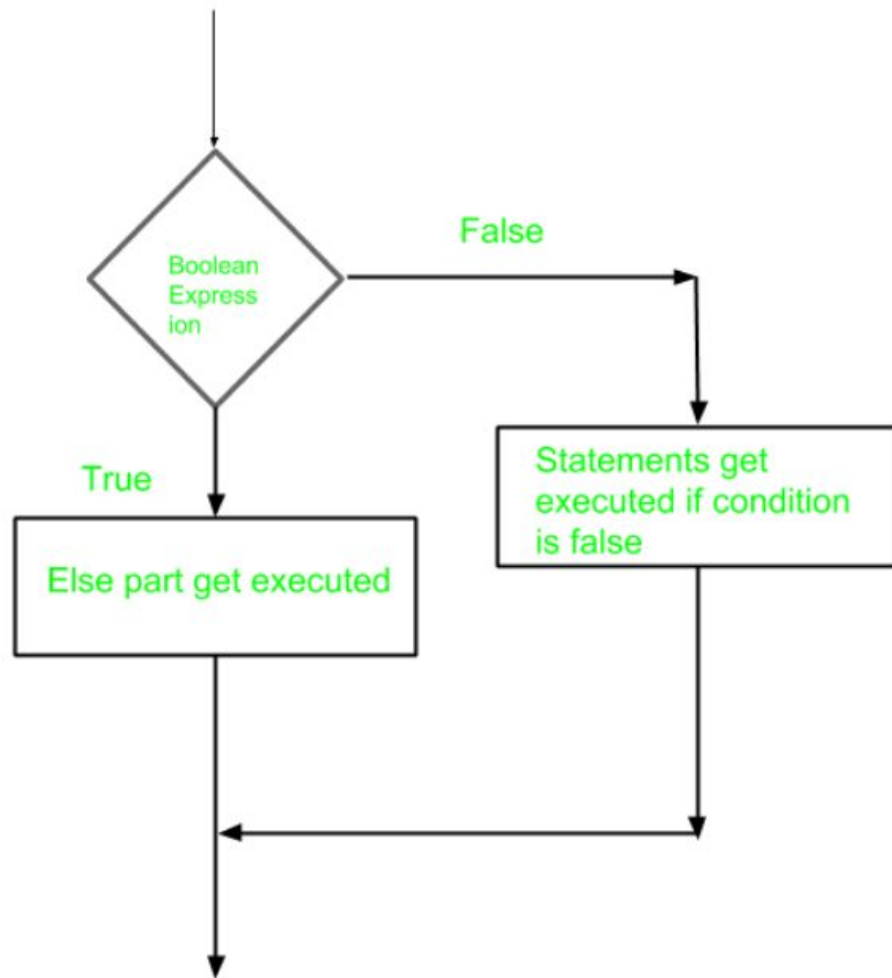 False
Boolean
Express
ion
Statements get
executed if condition
is false
True
Else part get executed